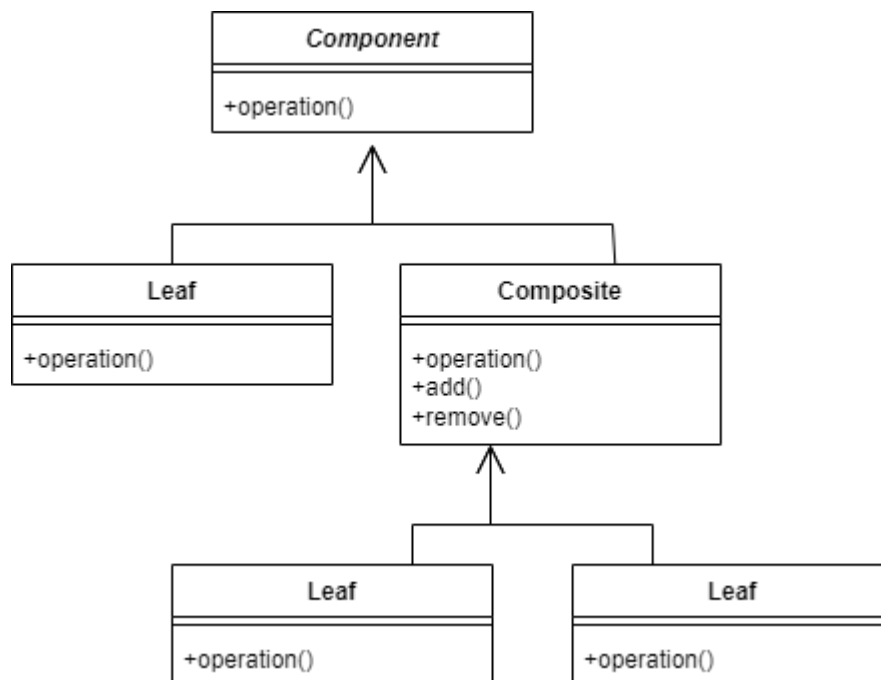 Component
+operation()
Leaf
+operation()
Composite
+operation()
+add()
+remove()
Leaf
+operation()
Leaf
+operation()